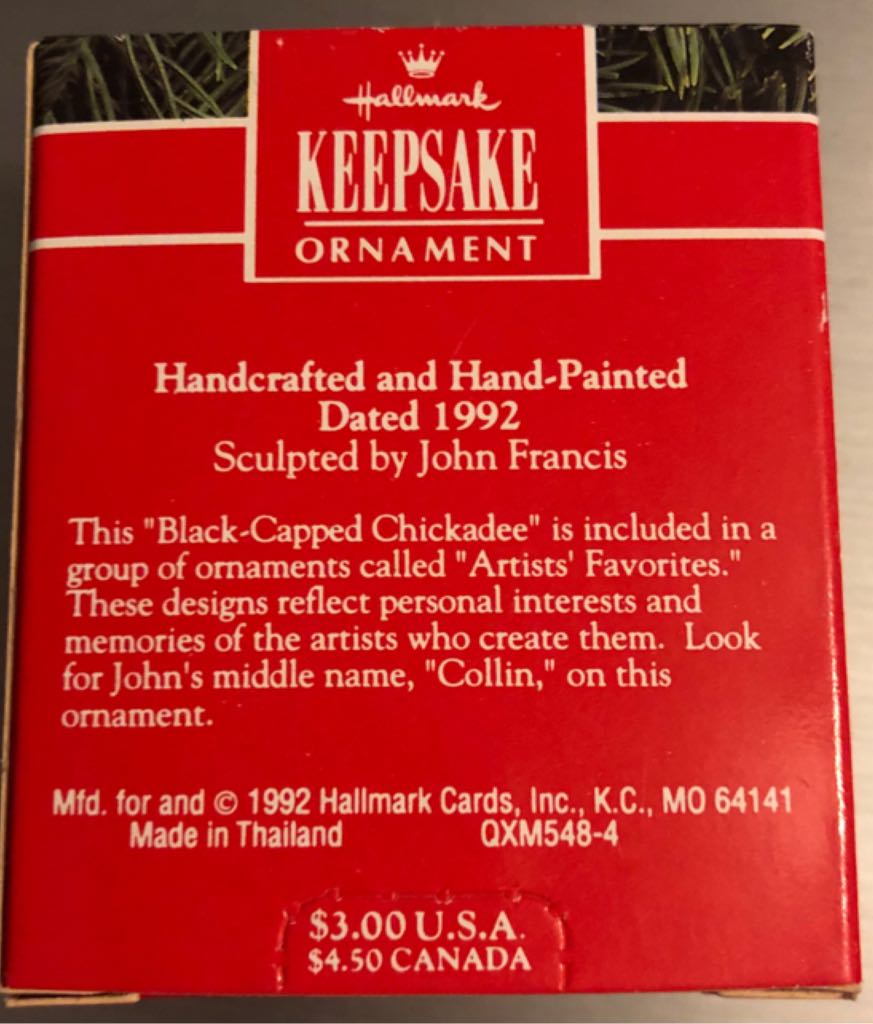 Hallmark
KEEPSAKE
ORNAMENT
Handcrafted and Hand-Painted
Dated 1992
Sculpted by John Francis
This "Black-Capped Chickadee" is included in a
group of ornaments called "Artists' Favorites."
These designs reflect personal interests and
memories of the artists who create them. Look
for John's middle name, "Collin," on this
ornament.
Mfd. for and © 1992 Hallmark Cards, Inc., K.C., MO 64141
Made in Thailand QXM548-4
$3.00 U.S.A.
$4.50 CANADA